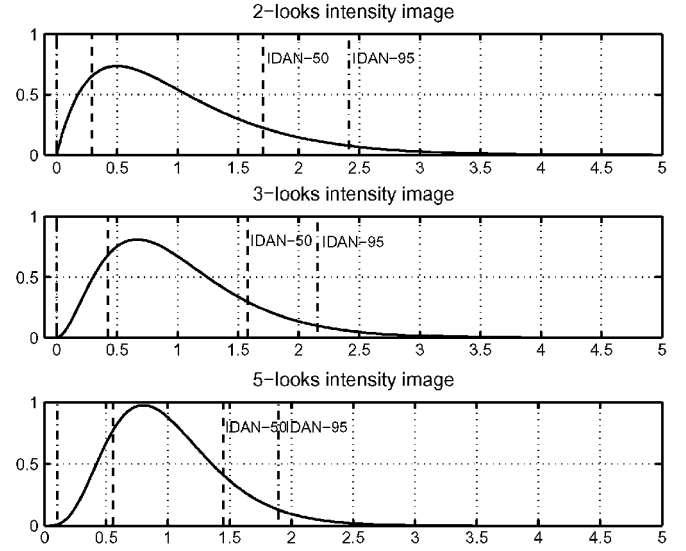 2−looks intensity image
1
IDAN−50 IDAN−95
0.5
0
0 0.5 1 1.5 2 2.5 3 3.5 4 4.5 5
3−looks intensity image
1
IDAN−50 IDAN−95
0.5
0
0 0.5 1 1.5 2 2.5 3 3.5 4 4.5 5
5−looks intensity image
1
IDAN−50 IDAN−95
0.5
0
0 0.5 1 1.5 2 2.5 3 3.5 4 4.5 5